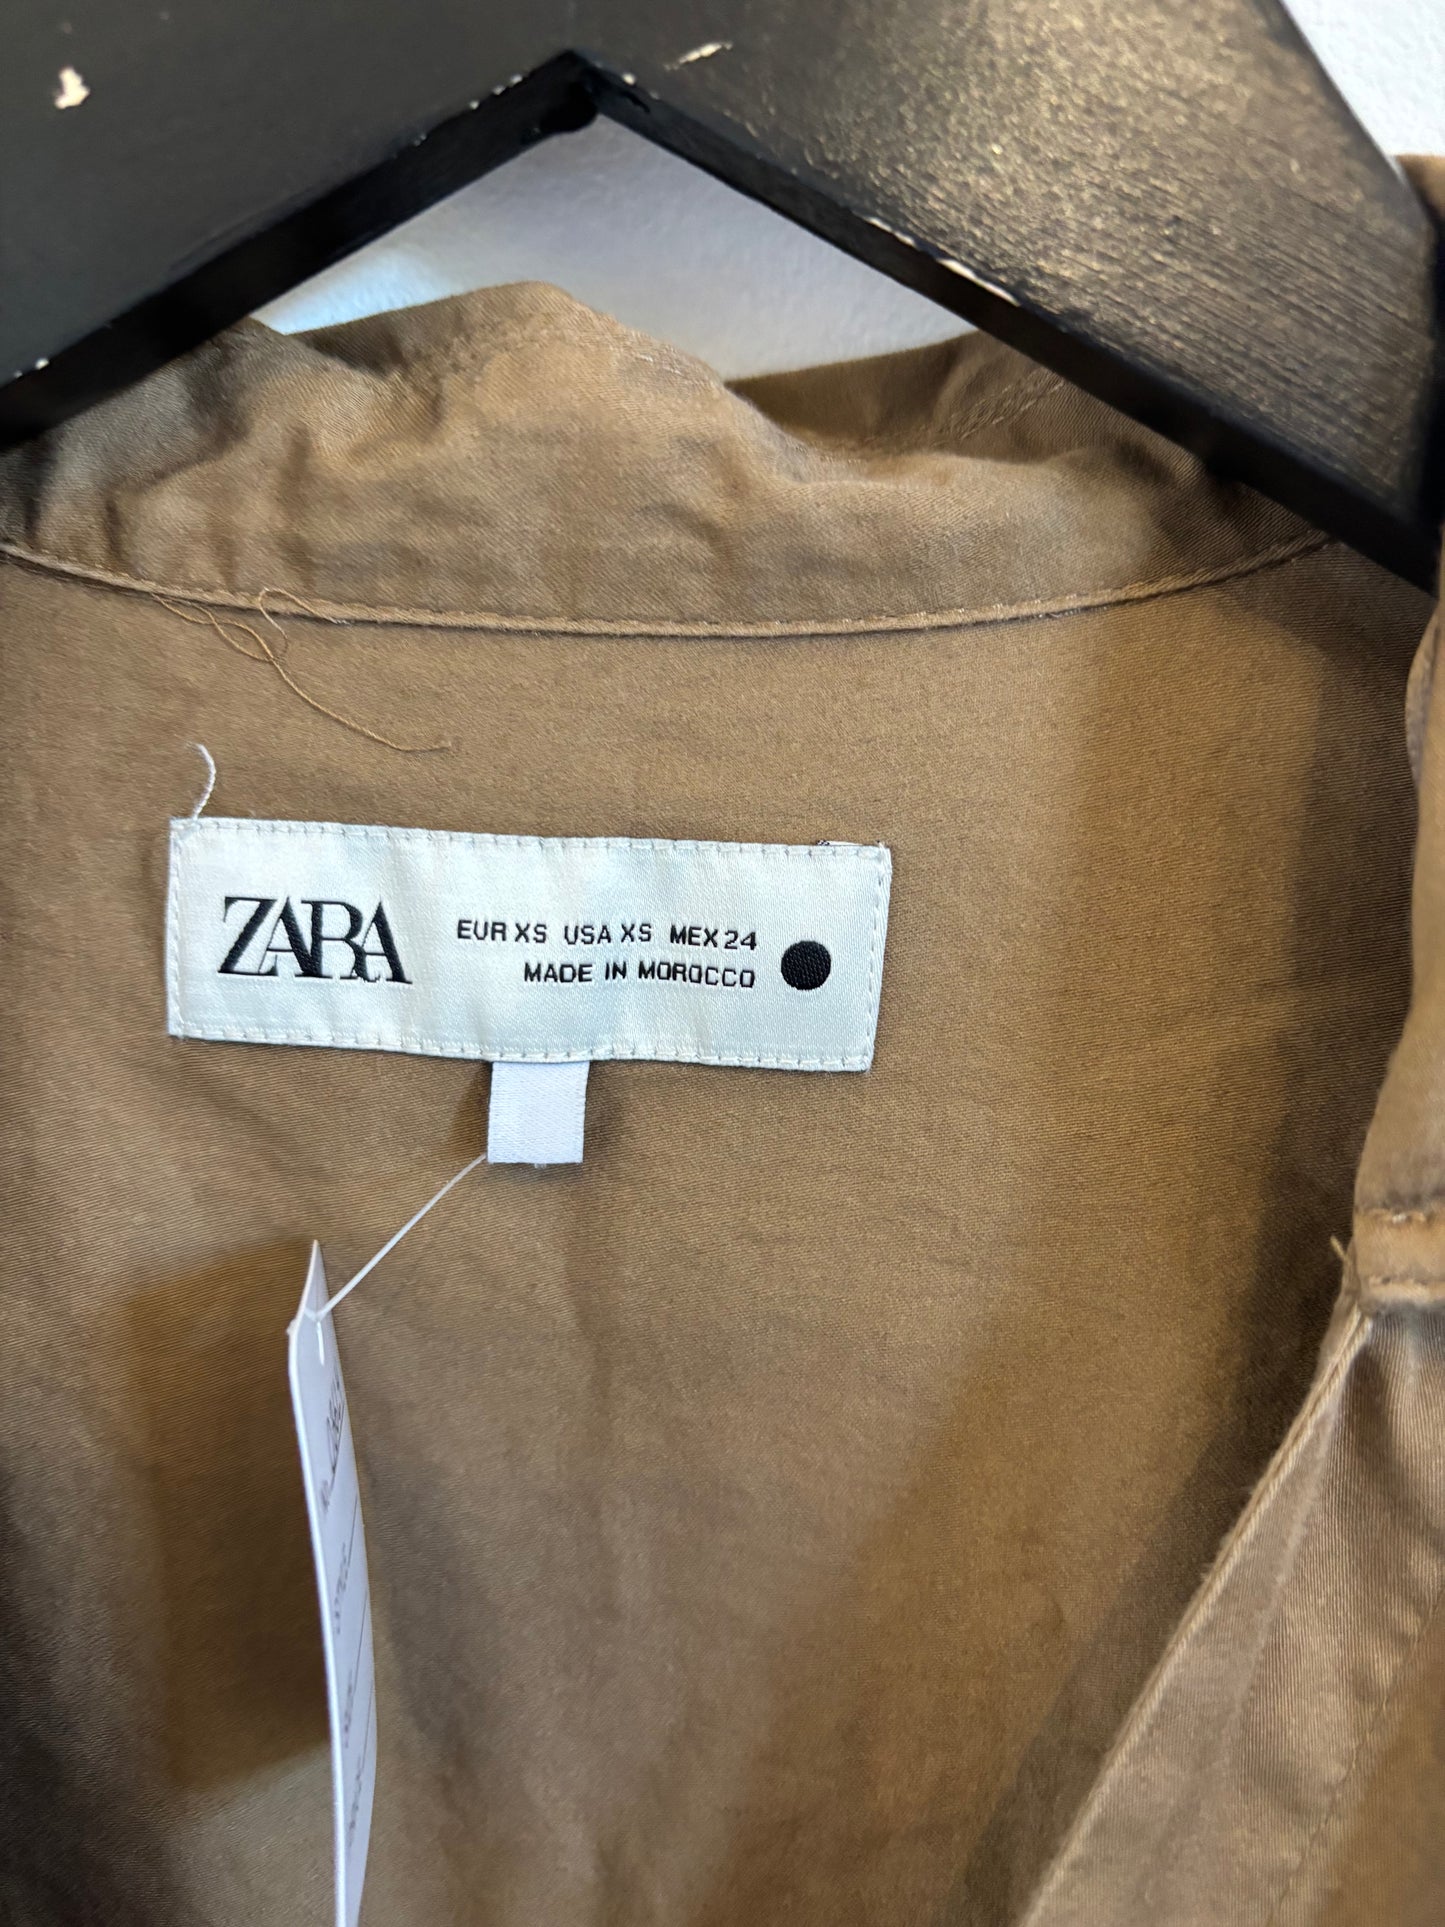 ZARA
EUR XS USA XS MEX 24
MADE IN MOROCCO